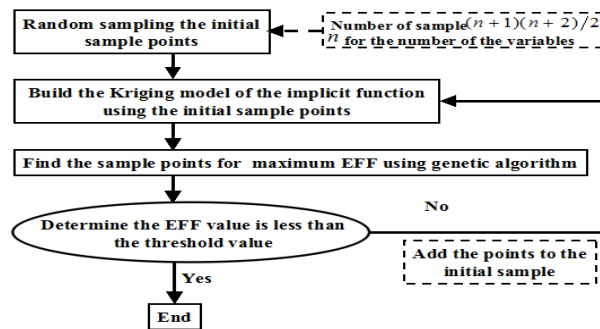 Random sampling the initial
sample points
Number of sample(n+1)(n+2)/2
n for the number of the variables
Build the Kriging model of the implicit function
using the initial sample points
Find the sample points for maximum EFF using genetic algorithm
Determine the EFF value is less than
the threshold value
No
Add the points to the
initial sample
Yes
End